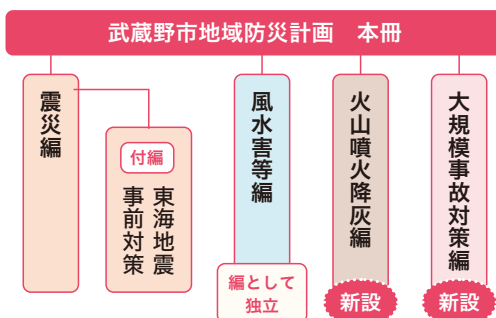 武蔵野市地域防災計画　本冊
震災編
付編
東海地震
事前対策
風水害等編
編として
独立
火山噴火降灰編
新設
大規模事故対策編
新設